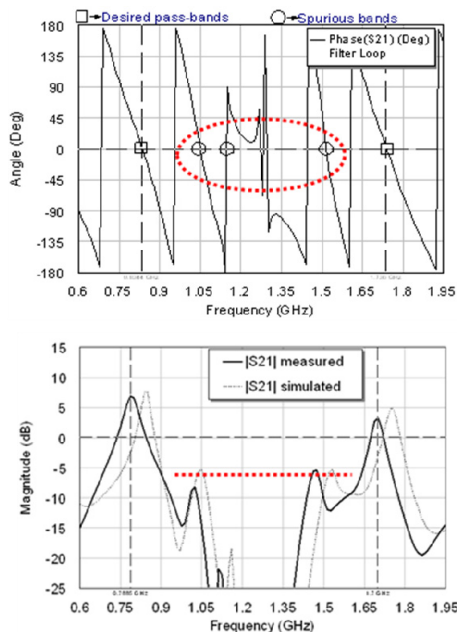 Desired pass-bands Spurious bands
180
135
90
45
0
-45
-90
-135
-180
Angle (Deg)
Phase(S21) (Deg)
Filter Loop
0.6 0.75 0.9 1.05 1.2 1.35 1.5 1.65 1.8 1.95
Frequency (GHz)
15
10
5
0
-5
-10
-15
-20
-25
Magnitude (dB)
|S21| measured
|S21| simulated
0.6 0.75 0.9 1.05 1.2 1.35 1.5 1.65 1.8 1.95
Frequency (GHz)